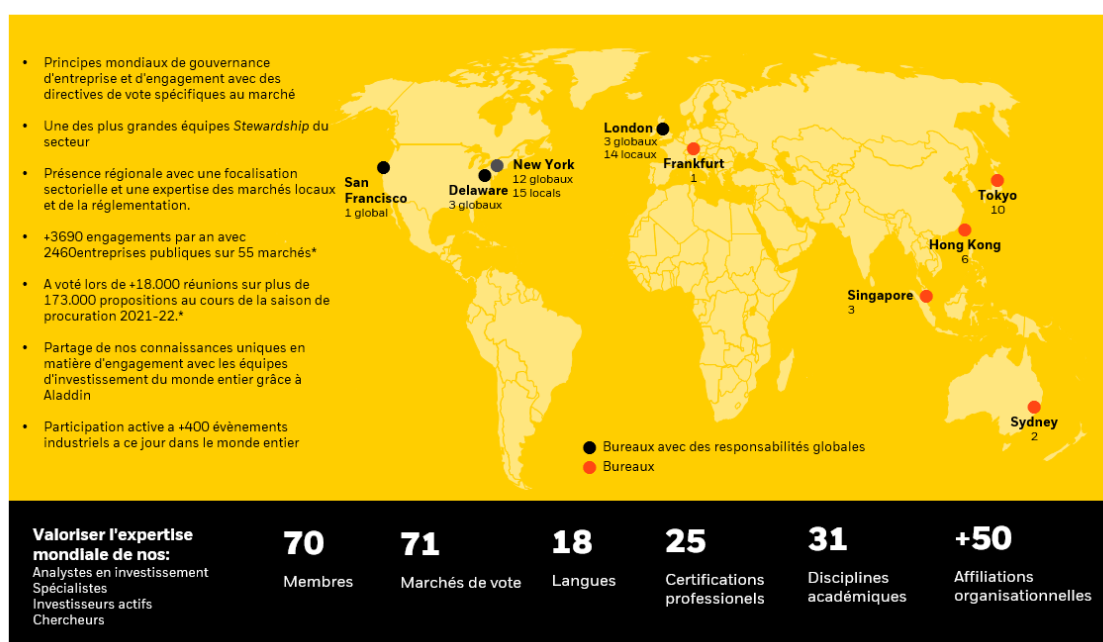 • Principes mondiaux de gouvernance
d'entreprise et d'engagement avec des
directives de vote spécifiques au marché
• Une des plus grandes équipes Stewardship du
secteur
• Présence régionale avec une focalisation
sectorielle et une expertise des marchés locaux
et de la réglementation.
• +3690 engagements par an avec
2460entreprises publiques sur 55 marchés*
• A voté lors de +18.000 réunions sur plus de
173.000 propositions au cours de la saison de
procuration 2021-22.*
• Partage de nos connaissances uniques en
matière d'engagement avec les équipes
d'investissement du monde entier grâce à
Aladdin
• Participation active a +400 évènements
industriels a ce jour dans le monde entier
San
Francisco
1 global
Delaware
3 globaux
New York
12 globaux
15 locals
London
3 globaux
14 locaux
Frankfurt
1
Tokyo
10
Hong Kong
6
Singapore
3
Sydney
2
Bureaux avec des responsabilités globales
Bureaux
Valoriser l'expertise
mondiale de nos:
Analystes en investissement
Spécialistes
Investisseurs actifs
Chercheurs
70
Membres
71
Marchés de vote
18
Langues
25
Certifications
professionels
31
Disciplines
académiques
+50
Affiliations
organisationnelles